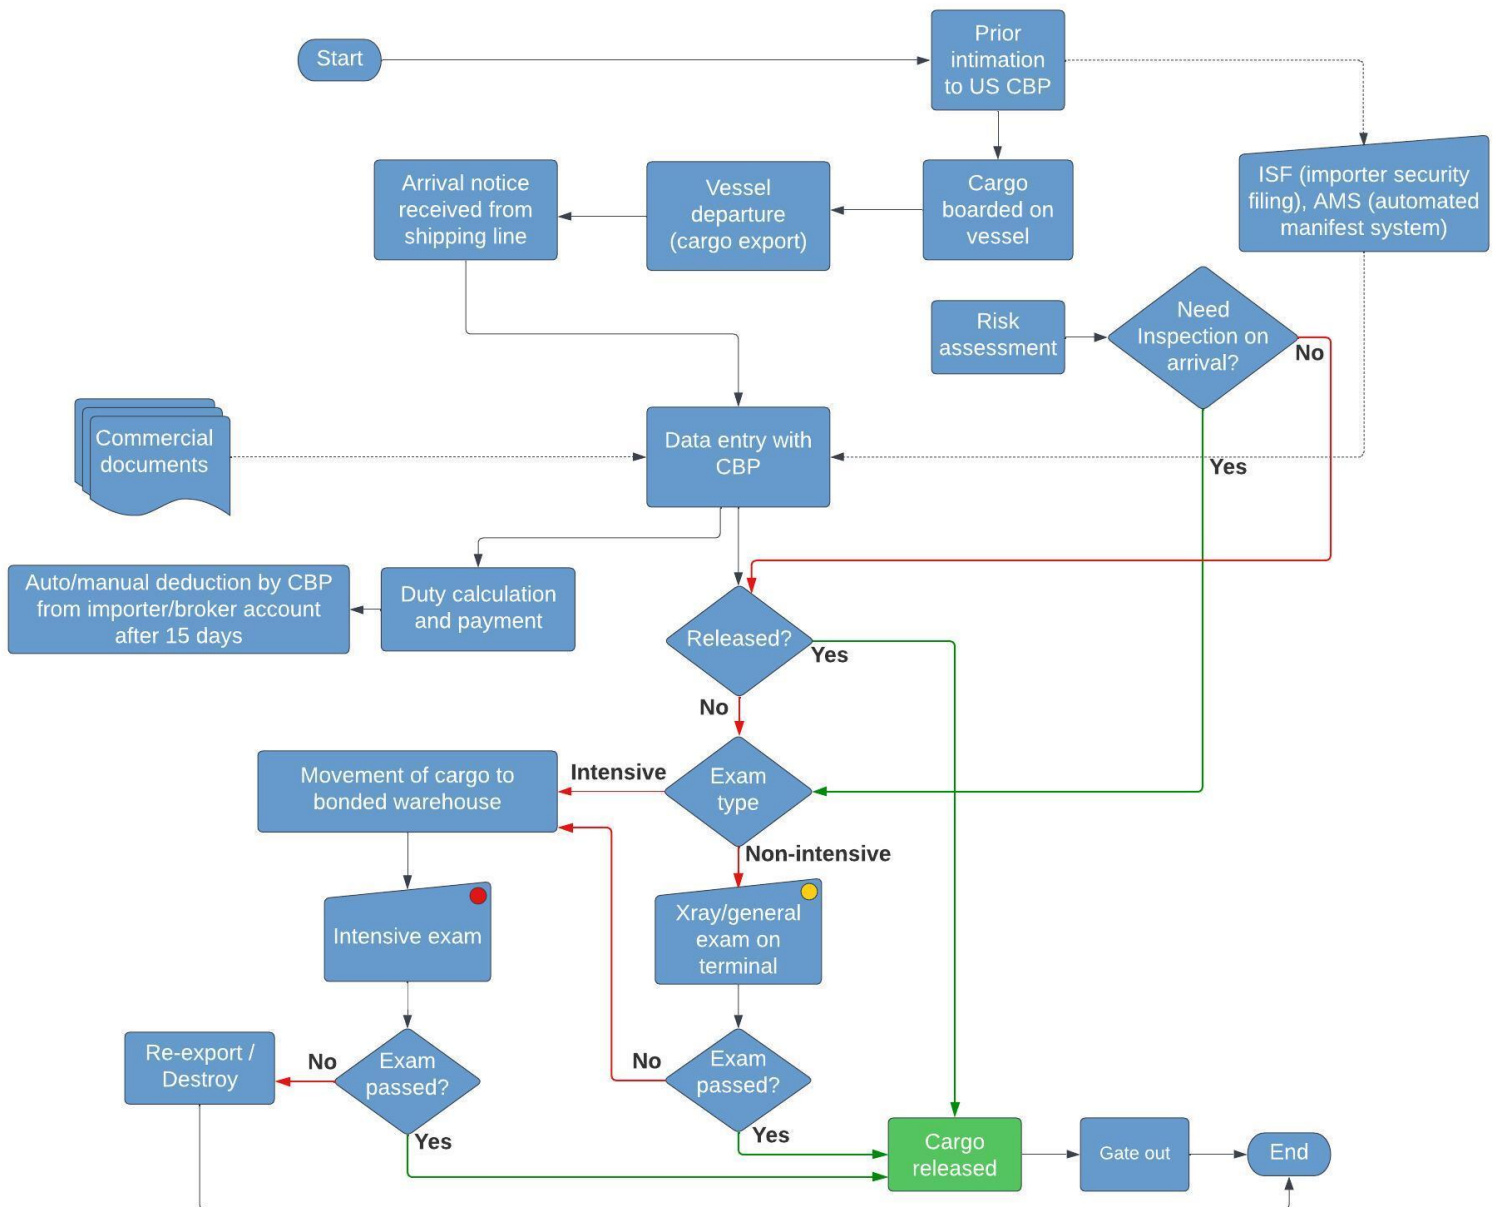 Start
Prior
intimation
to US CBP
Arrival notice
received from
shipping line
Vessel
departure
(cargo export)
Cargo
boarded on
vessel
ISF (importer security
filing), AMS (automated
manifest system)
Risk
assessment
Need
Inspection on
arrival?
No
Yes
Commercial
documents
Data entry with
CBP
Auto/manual deduction by CBP
from importer/broker account
after 15 days
Duty calculation
and payment
Released?
Yes
No
Movement of cargo to
bonded warehouse
Intensive
Exam
type
Non-intensive
Intensive exam
Xray/general
exam on
terminal
Re-export /
Destroy
No
Exam
passed?
Yes
No
Exam
passed?
Yes
Cargo
released
Gate out
End